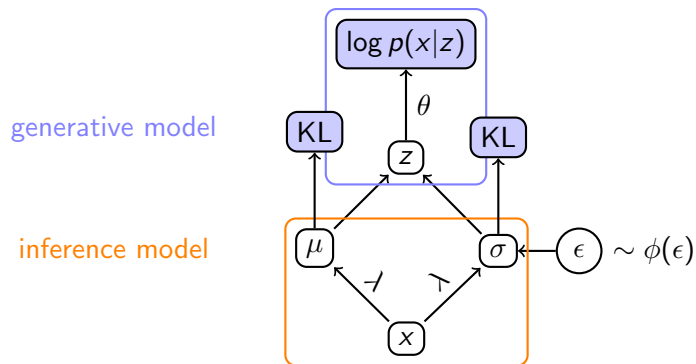 log p(x|z)
θ
generative model
KL
KL
z
inference model
μ
σ
ϵ
∼ ϕ(ϵ)
λ
λ
x